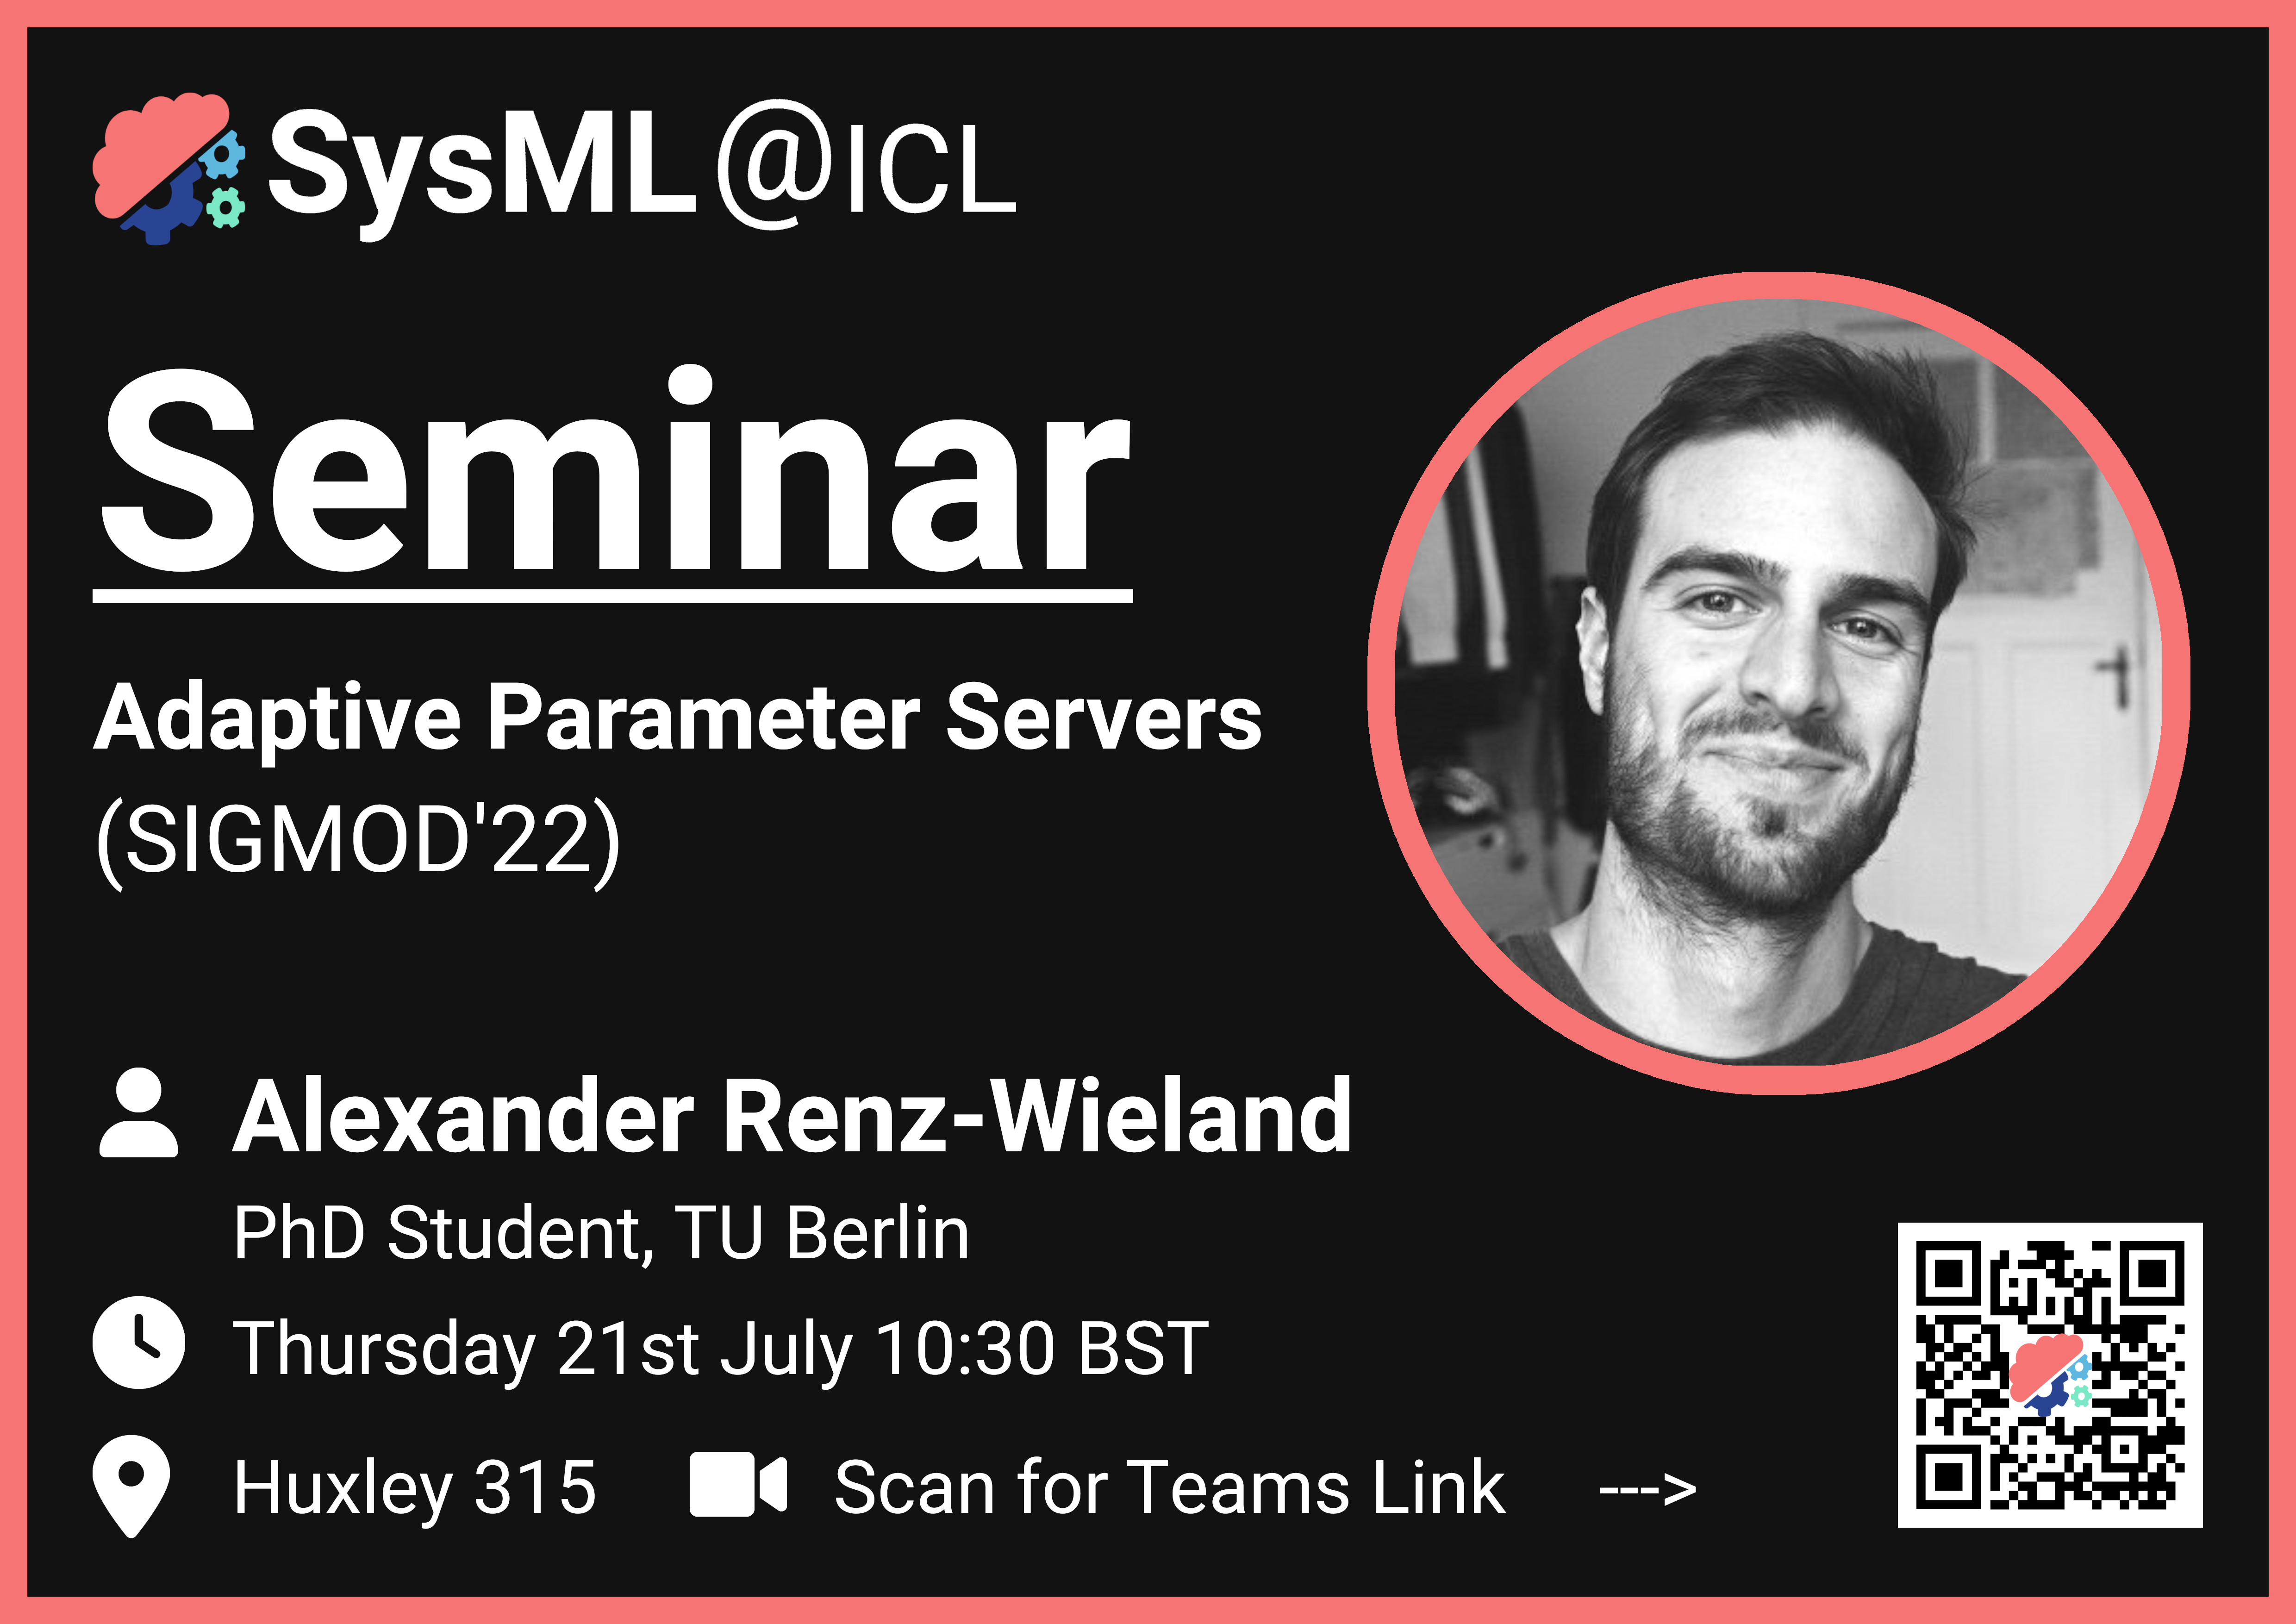 SysML@ICL
Seminar
Adaptive Parameter Servers
(SIGMOD'22)
Alexander Renz-Wieland
PhD Student, TU Berlin
Thursday 21st July 10:30 BST
Huxley 315 Scan for Teams Link --->